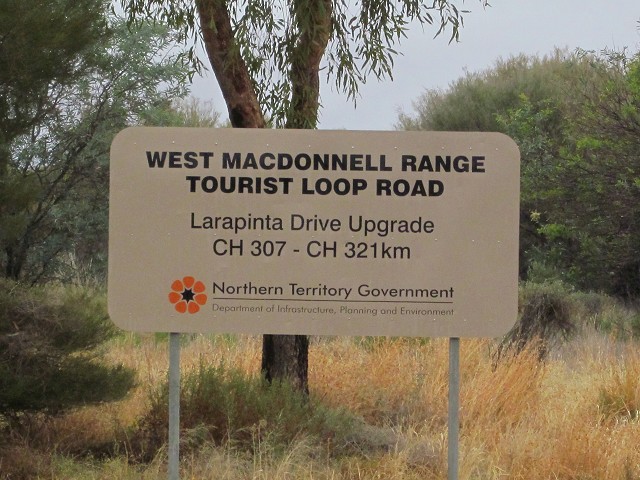 WEST MACDONNELL RANGE
TOURIST LOOP ROAD
Larapinta Drive Upgrade
CH 307 - CH 321km
Northern Territory Government
Department of Infrastructure, Planning and Environment